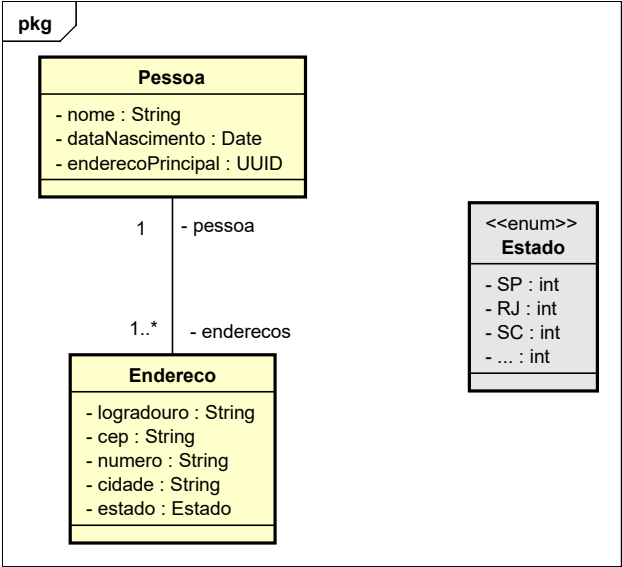 pkg
Pessoa
- nome : String
- dataNascimento : Date
- enderecoPrincipal : UUID
1
- pessoa
1..*
- enderecos
Endereco
- logradouro : String
- cep : String
- numero : String
- cidade : String
- estado : Estado
<<enum>>
Estado
- SP : int
- RJ : int
- SC : int
- ... : int